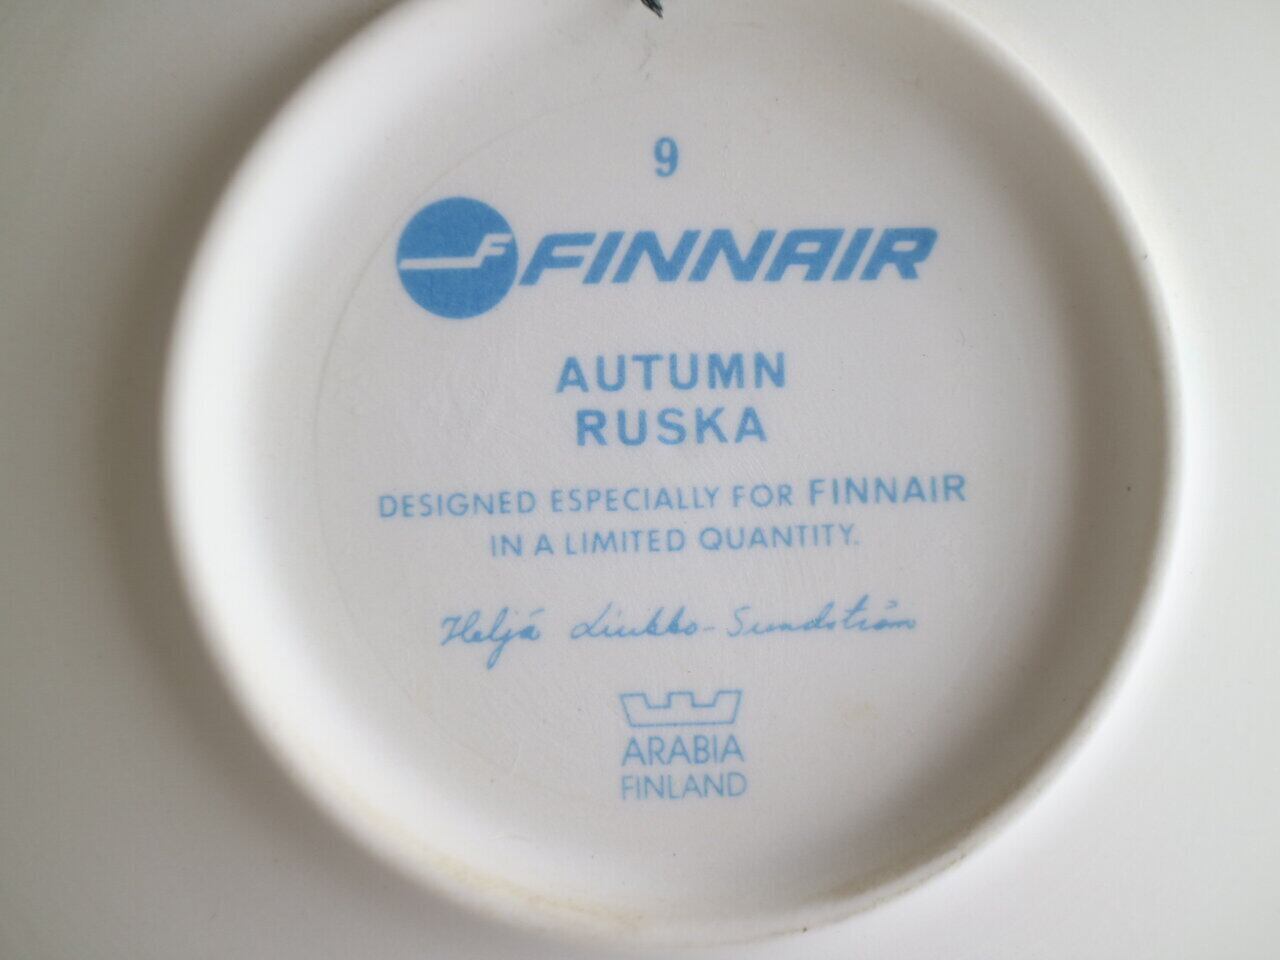 9
F FINNAIR
AUTUMN
RUSKA
DESIGNED ESPECIALLY FOR FINNAIR
IN A LIMITED QUANTITY.
Heljä Liukko-Sundström
ARABIA
FINLAND